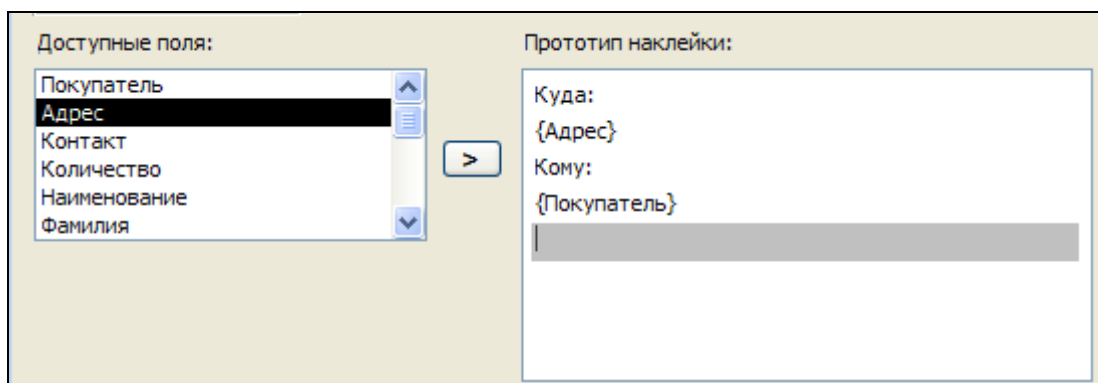 Доступные поля:
Покупатель
Адрес
Контакт
Количество
Наименование
Фамилия
>
Прототип наклейки:
Куда:
{Адрес}
Кому:
{Покупатель}